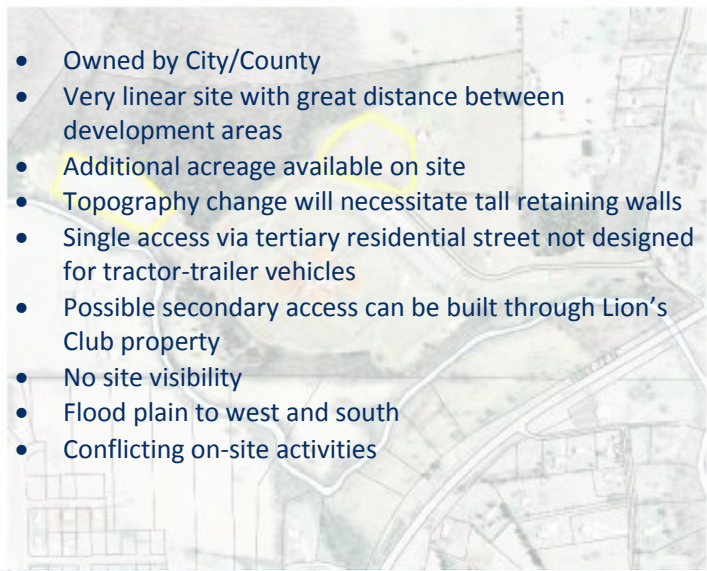 • Owned by City/County
• Very linear site with great distance between
development areas
• Additional acreage available on site
• Topography change will necessitate tall retaining walls
• Single access via tertiary residential street not designed
for tractor-trailer vehicles
• Possible secondary access can be built through Lion's
Club property
• No site visibility
• Flood plain to west and south
• Conflicting on-site activities